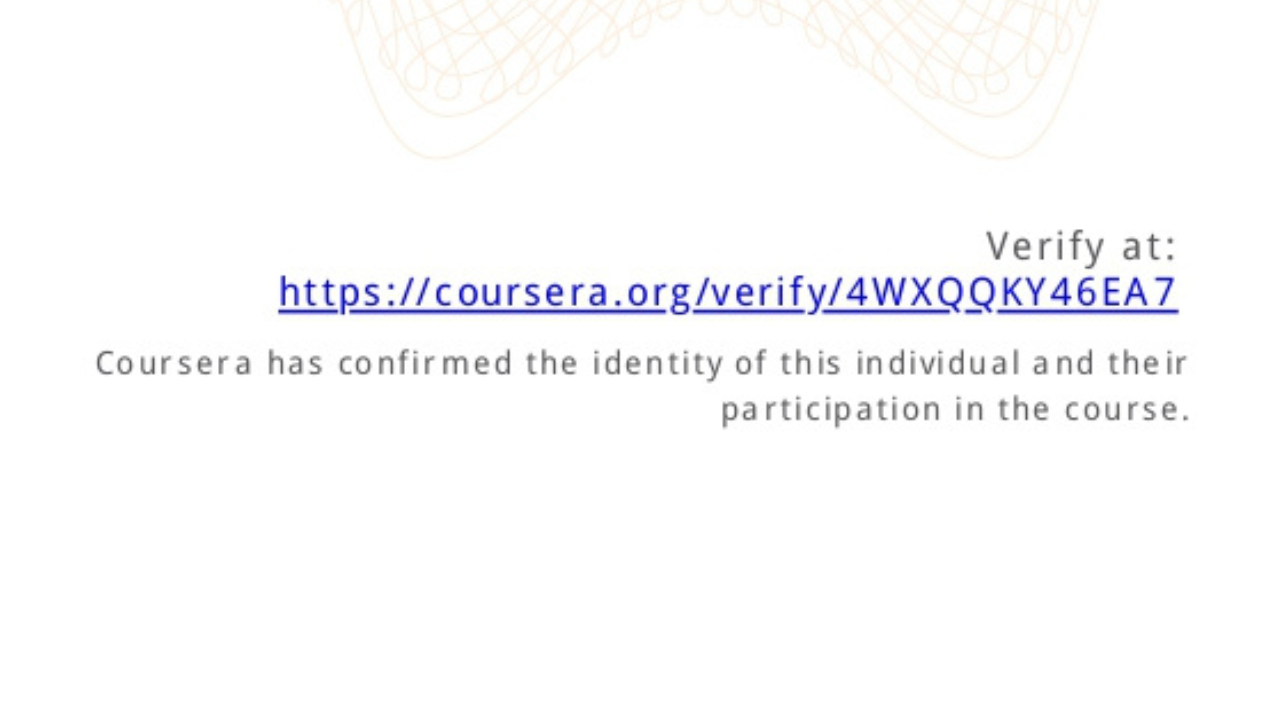 Verify at:
https://coursera.org/verify/4WXQQKY46EA7
Coursera has confirmed the identity of this individual and their
participation in the course.